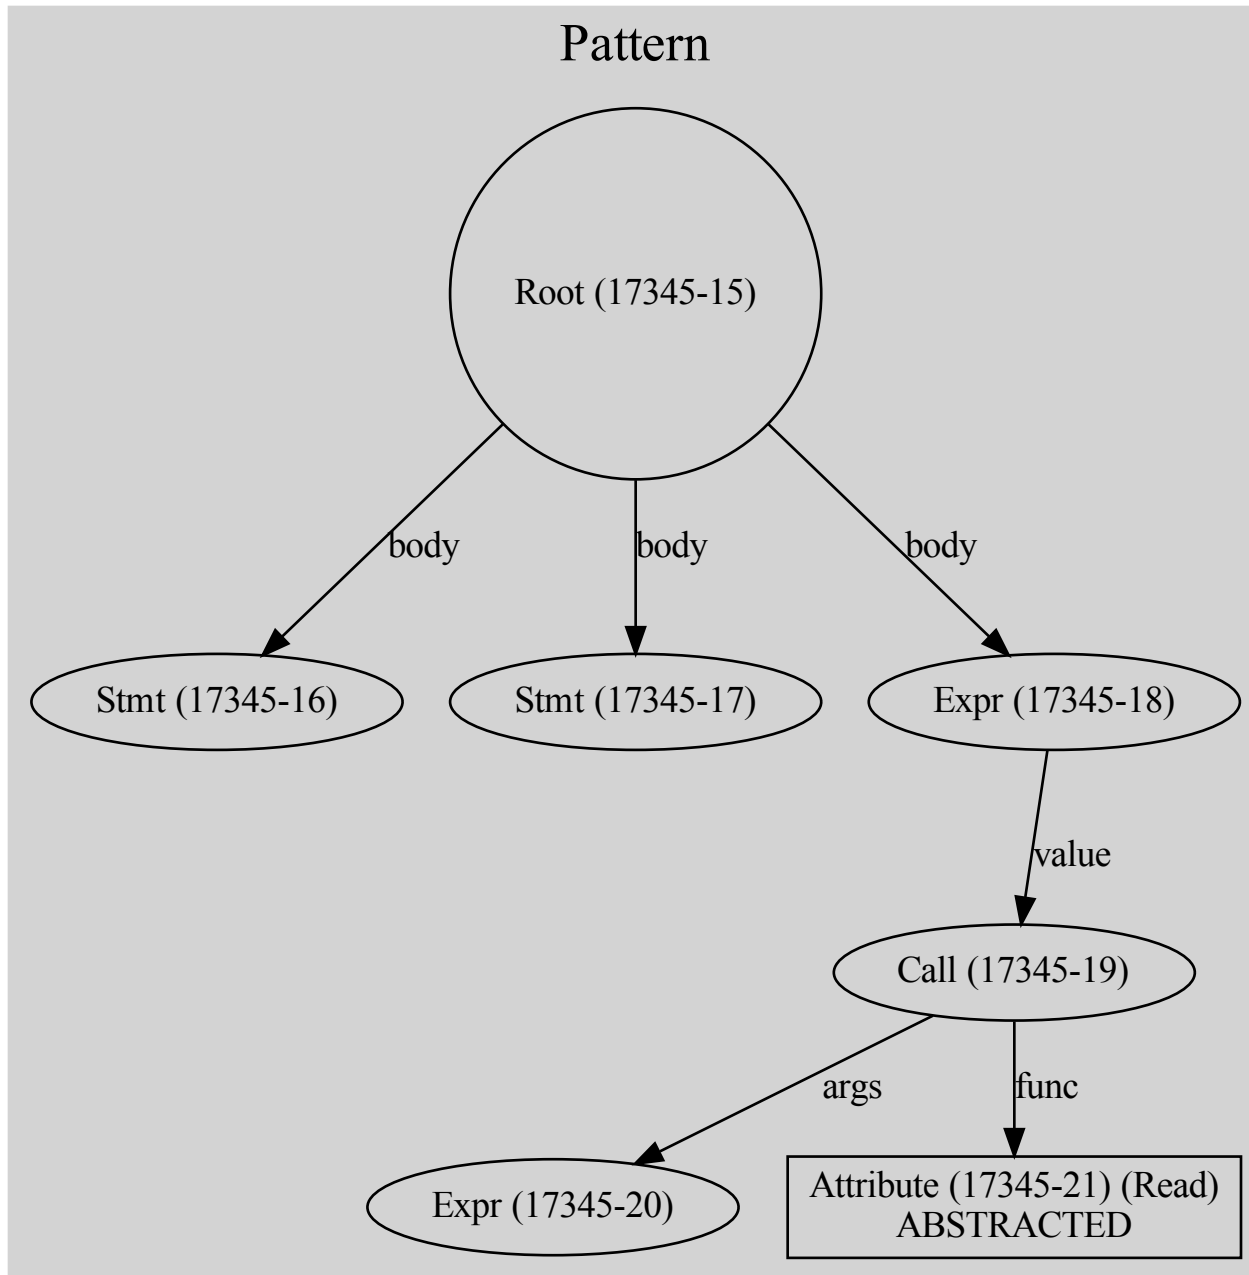 Pattern
Root (17345-15)
body
body
body
Stmt (17345-16)
Stmt (17345-17)
Expr (17345-18)
value
Call (17345-19)
args
func
Expr (17345-20)
Attribute (17345-21) (Read)
ABSTRACTED